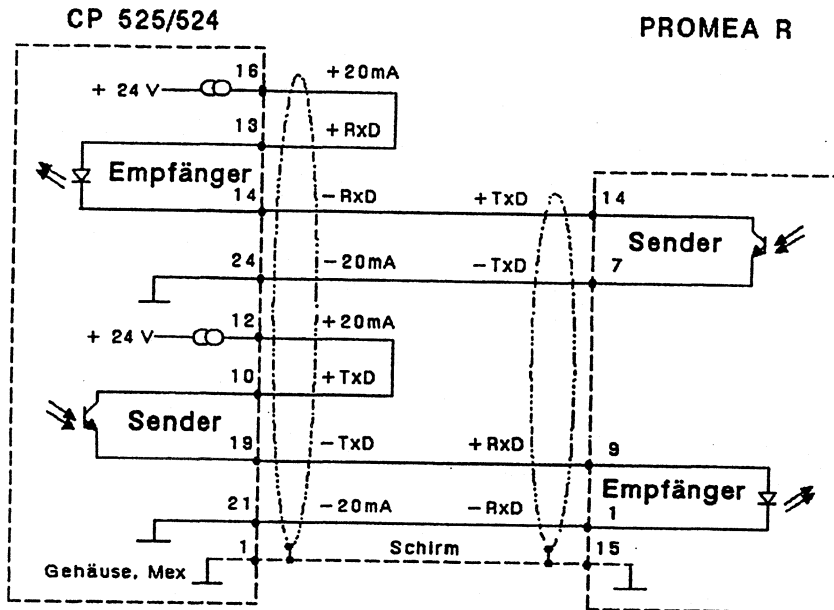 CP 525/524
PROMEA R
16 +20mA
+ 24 V
13 +RxD
Empfänger
14 -RxD +TxD 14
Sender
24 -20mA -TxD 7
12 +20mA
+ 24 V
10 +TxD
Sender
19 -TxD +RxD 9
Empfänger
21 -20mA -RxD 1
1 Schirm 15
Gehäuse, Mex